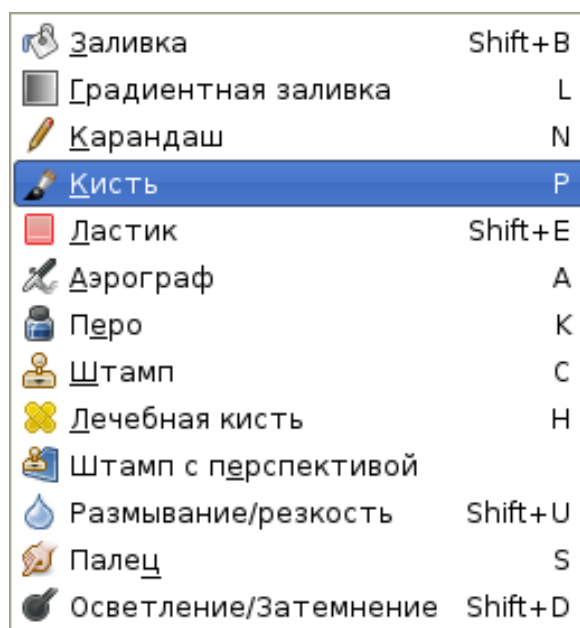 Заливка Shift+B
Градиентная заливка L
Карандаш N
Кисть P
Ластик Shift+E
Аэрограф A
Перо K
Штамп C
Лечебная кисть H
Штамп с перспективой
Размывание/резкость Shift+U
Палец S
Осветление/Затемнение Shift+D